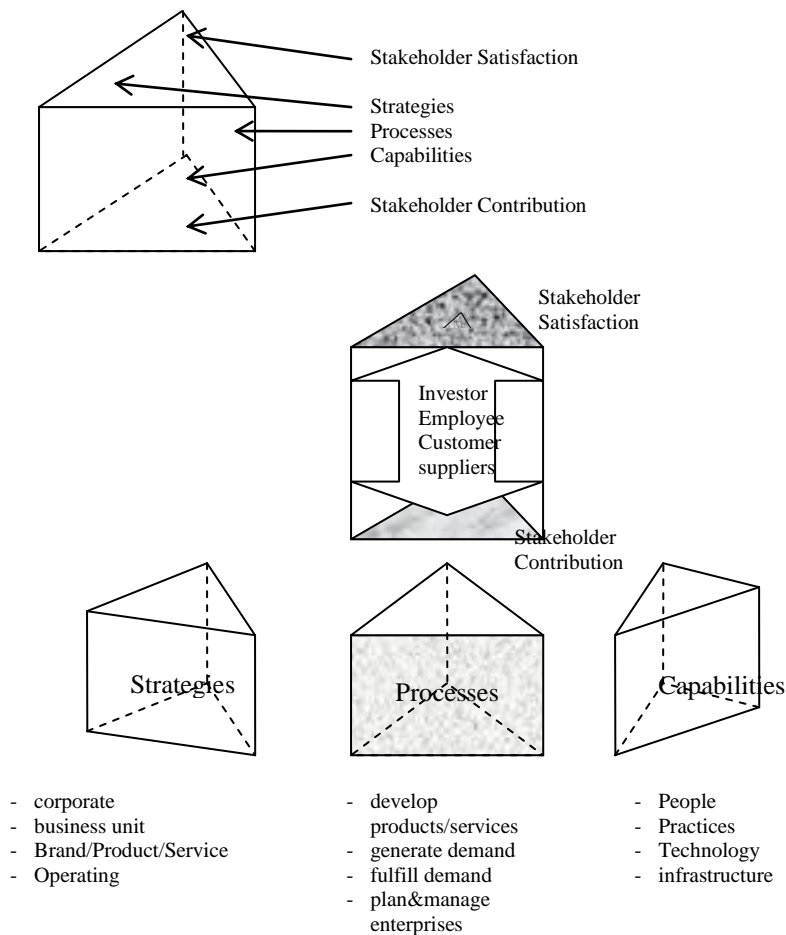 Stakeholder Satisfaction
Strategies
Processes
Capabilities
Stakeholder Contribution
Stakeholder
Satisfaction
Investor
Employee
Customer
suppliers
Stakeholder
Contribution
Strategies
Processes
Capabilities
- corporate
- business unit
- Brand/Product/Service
- Operating
- develop
products/services
- generate demand
- fulfill demand
- plan&manage
enterprises
- People
- Practices
- Technology
- infrastructure